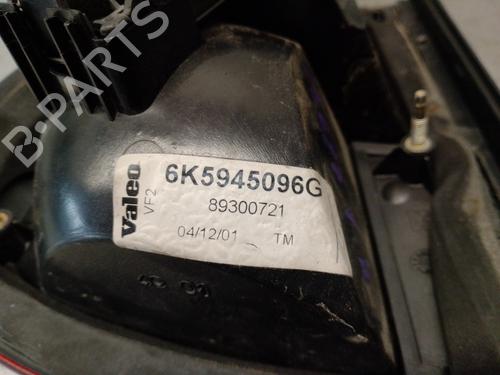 B-PARTS
Valeo
VF2
6K5945096G
89300721
04/12/01
TM